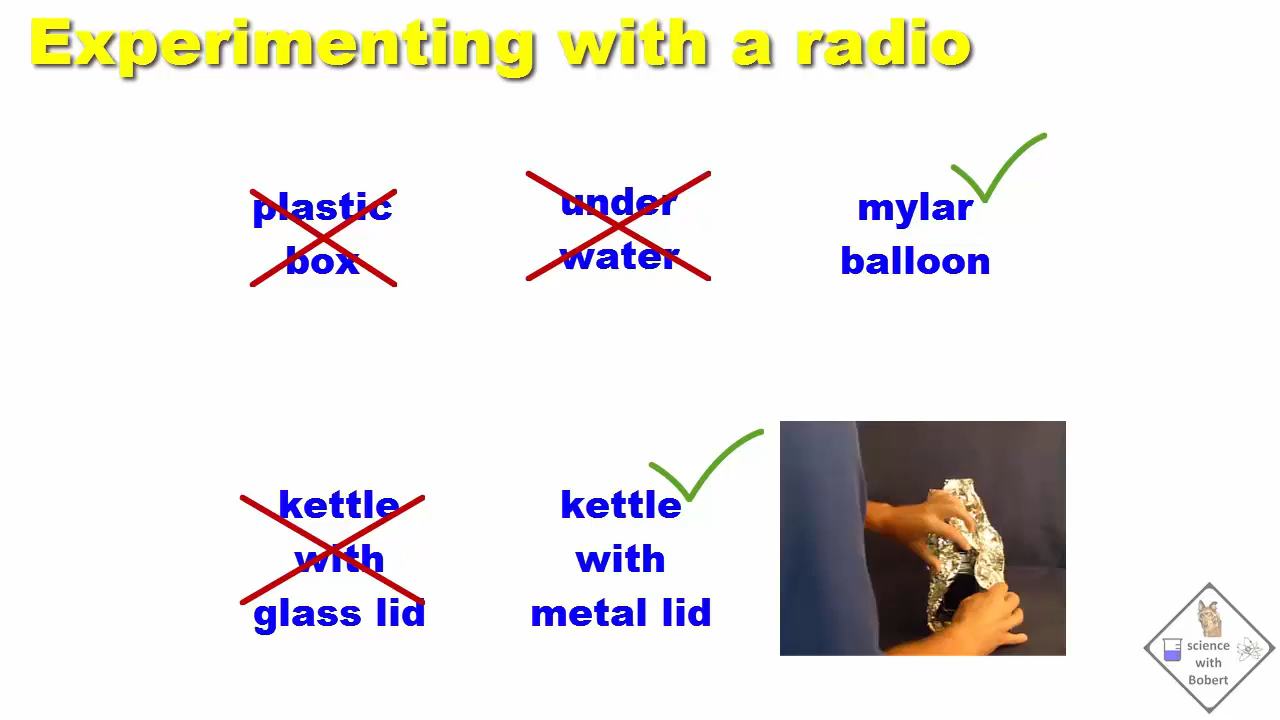 Experimenting with a radio
plastic
box
under
water
mylar
balloon
kettle
with
glass lid
kettle
with
metal lid
science
with
Bobert